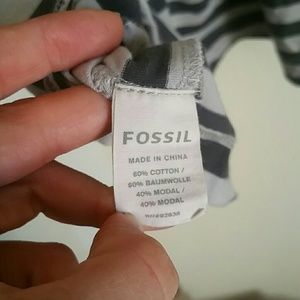 FOSSIL
MADE IN CHINA
60% COTTON /
60% BAUMWOLLE
40% MODAL /
40% MODAL